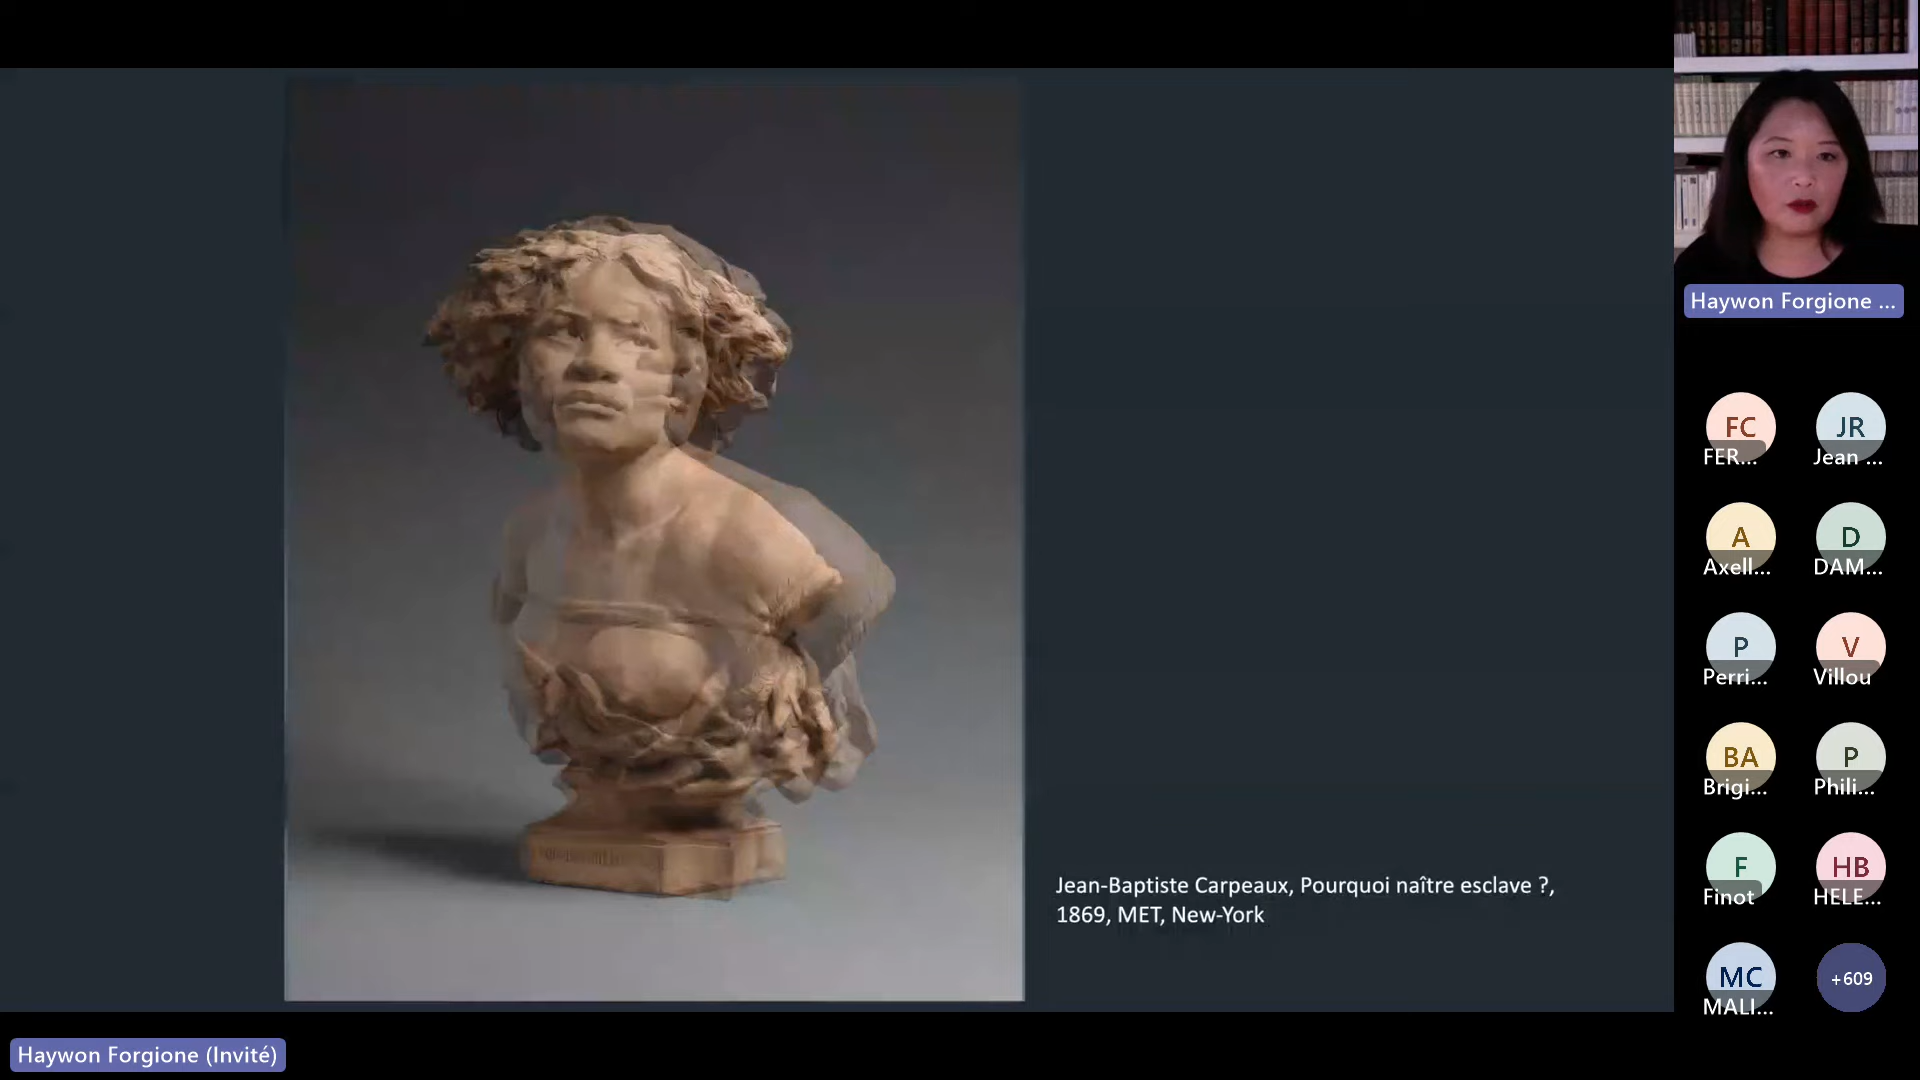 Haywon Forgione ...
FC
FER...
JR
Jean ...
A
Axell...
D
DAM...
P
Perri...
V
Villou
BA
Brigi...
P
Phili...
F
Finot
HB
HELE...
MC
MALI...
+609
Jean-Baptiste Carpeaux, Pourquoi naître esclave ?,
1869, MET, New-York
Haywon Forgione (Invité)